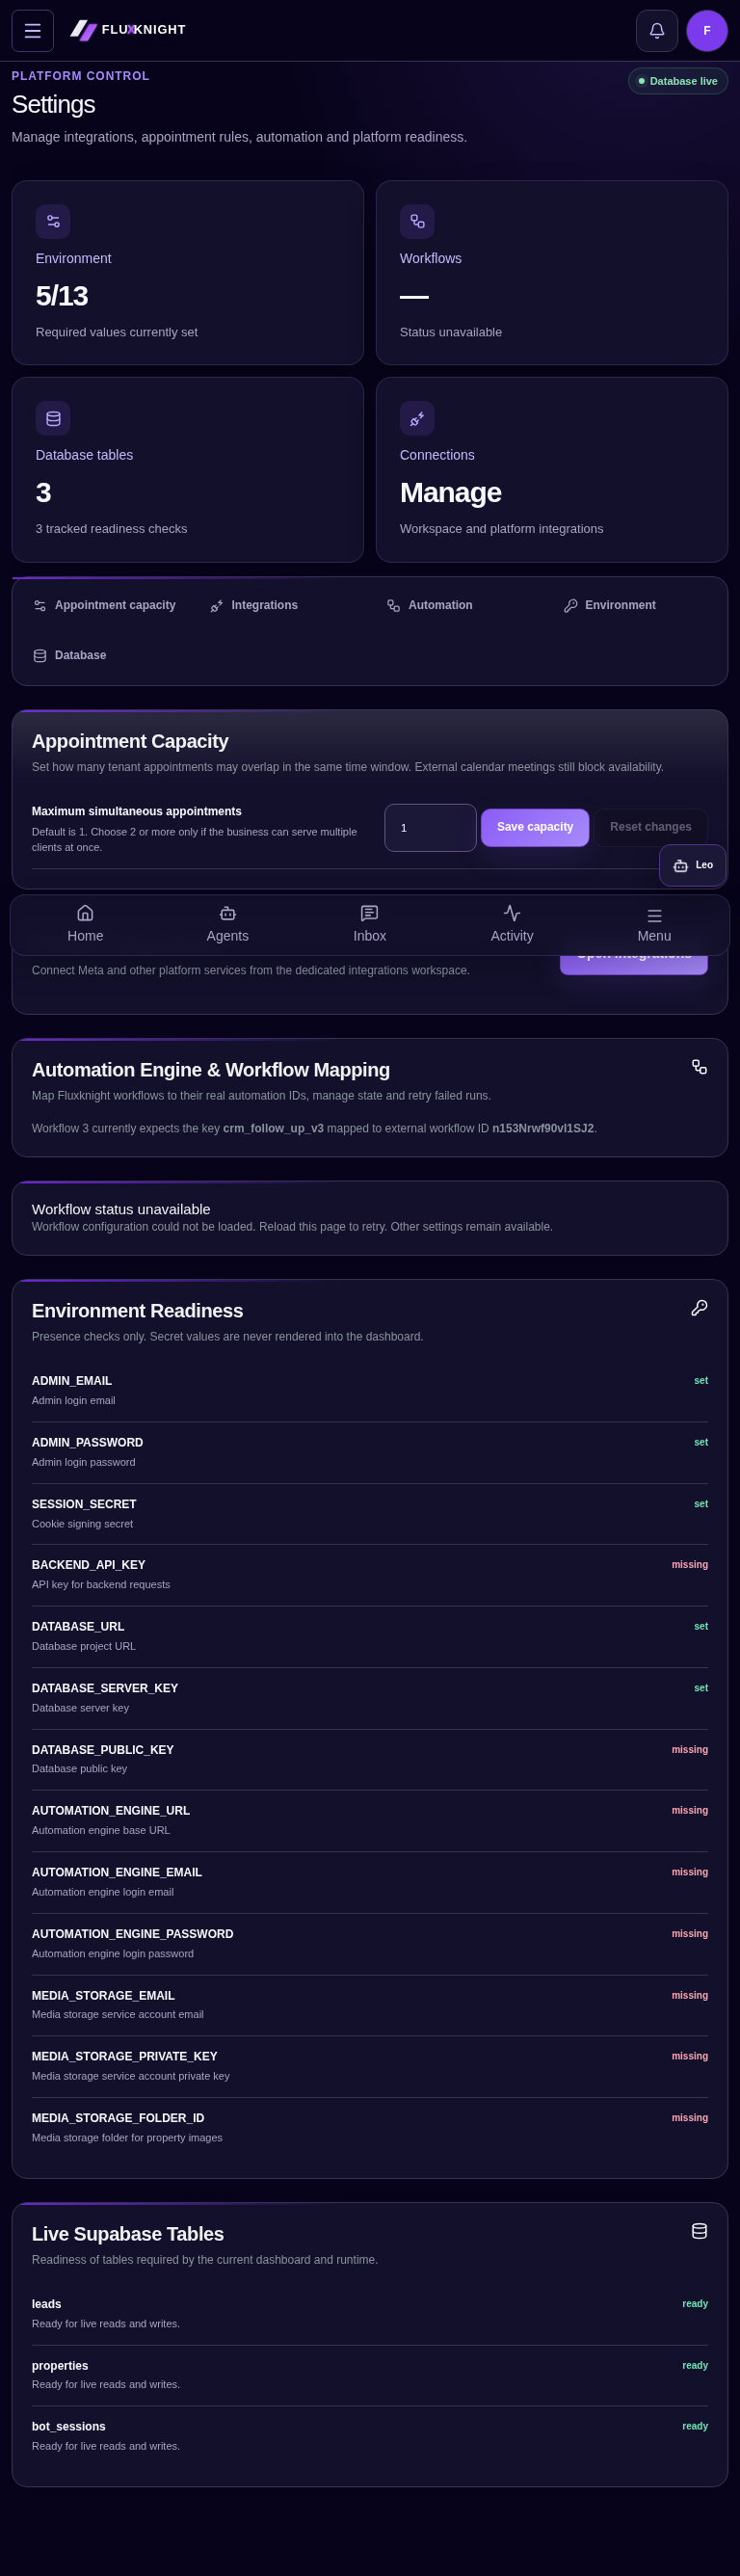 FLUXKNIGHT
F
PLATFORM CONTROL
Database live
Settings
Manage integrations, appointment rules, automation and platform readiness.
Environment
5/13
Required values currently set
Workflows
—
Status unavailable
Database tables
3
3 tracked readiness checks
Connections
Manage
Workspace and platform integrations
Appointment capacity
Integrations
Automation
Environment
Database
Appointment Capacity
Set how many tenant appointments may overlap in the same time window. External calendar meetings still block availability.
Maximum simultaneous appointments
Default is 1. Choose 2 or more only if the business can serve multiple
clients at once.
1
Save capacity
Reset changes
Leo
Home
Agents
Inbox
Activity
Menu
Connect Meta and other platform services from the dedicated integrations workspace.
Open Integrations
Automation Engine & Workflow Mapping
Map Fluxknight workflows to their real automation IDs, manage state and retry failed runs.
Workflow 3 currently expects the key crm_follow_up_v3 mapped to external workflow ID n153Nrwf90vl1SJ2.
Workflow status unavailable
Workflow configuration could not be loaded. Reload this page to retry. Other settings remain available.
Environment Readiness
Presence checks only. Secret values are never rendered into the dashboard.
ADMIN_EMAIL
set
Admin login email
ADMIN_PASSWORD
set
Admin login password
SESSION_SECRET
set
Cookie signing secret
BACKEND_API_KEY
missing
API key for backend requests
DATABASE_URL
set
Database project URL
DATABASE_SERVER_KEY
set
Database server key
DATABASE_PUBLIC_KEY
missing
Database public key
AUTOMATION_ENGINE_URL
missing
Automation engine base URL
AUTOMATION_ENGINE_EMAIL
missing
Automation engine login email
AUTOMATION_ENGINE_PASSWORD
missing
Automation engine login password
MEDIA_STORAGE_EMAIL
missing
Media storage service account email
MEDIA_STORAGE_PRIVATE_KEY
missing
Media storage service account private key
MEDIA_STORAGE_FOLDER_ID
missing
Media storage folder for property images
Live Supabase Tables
Readiness of tables required by the current dashboard and runtime.
leads
ready
Ready for live reads and writes.
properties
ready
Ready for live reads and writes.
bot_sessions
ready
Ready for live reads and writes.